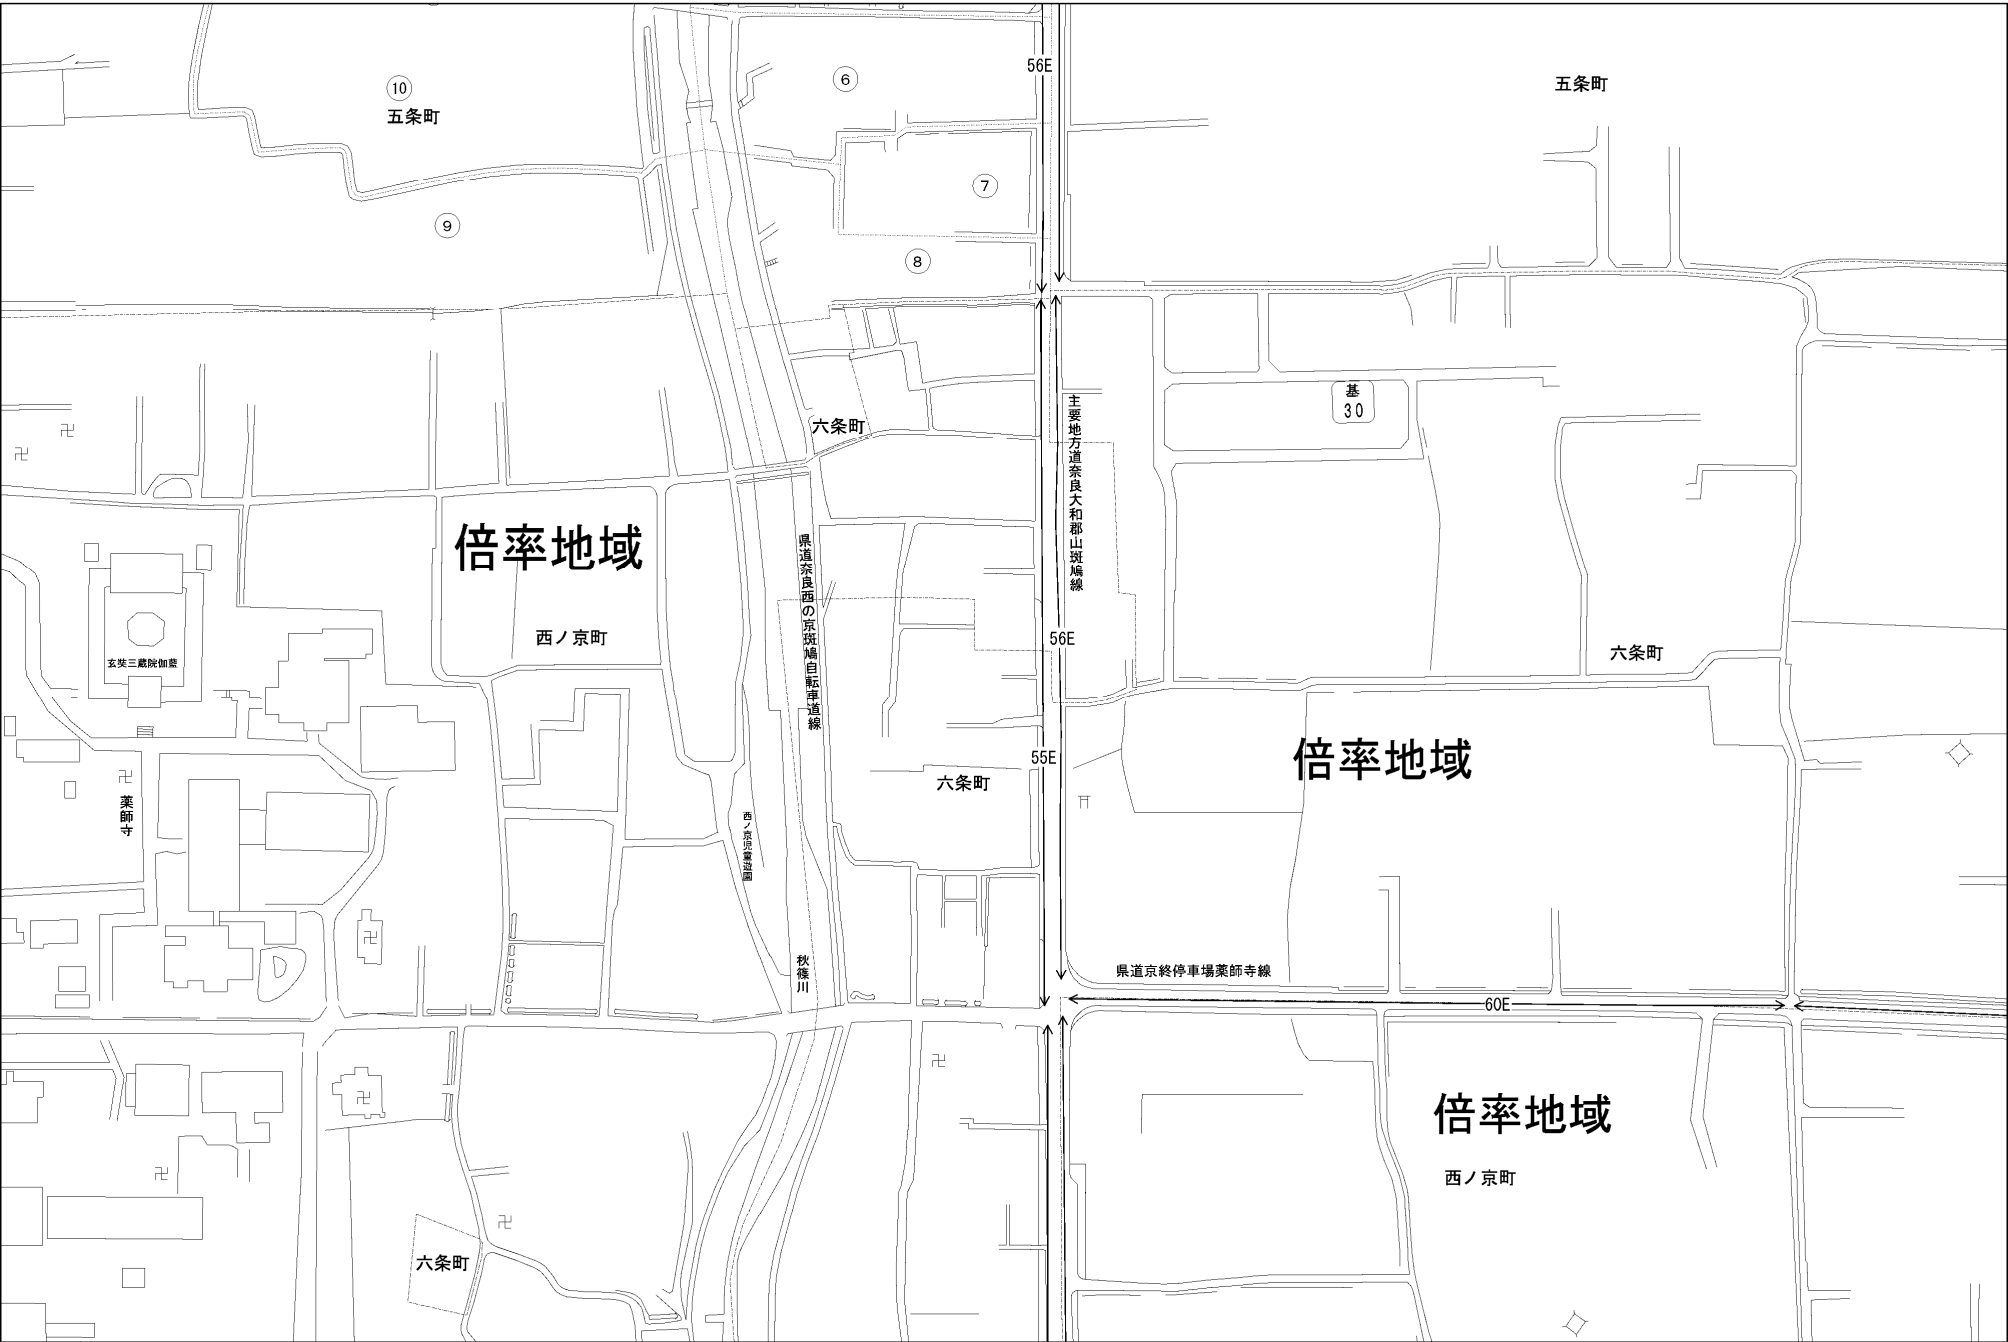 56E
⑥
⑩
五条町
五条町
⑦
⑨
⑧
基
30
主要地方道奈良大和郡山斑鳩線
六条町
倍率地域
県道奈良西の京斑鳩自転車道線
西ノ京町
56E
六条町
玄奘三蔵院伽藍
55E
倍率地域
六条町
薬師寺
西ノ京児童遊園
秋篠川
県道京終停車場薬師寺線
60E
倍率地域
西ノ京町
六条町